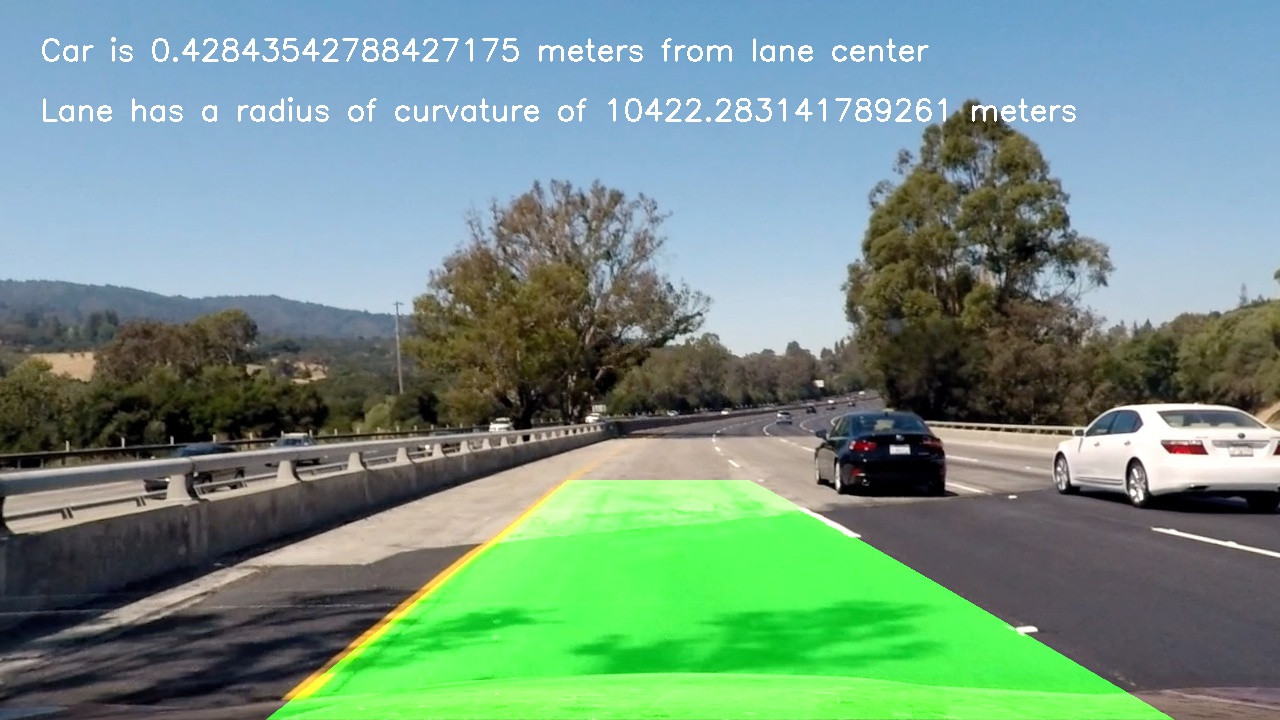 Car is 0.42843542788427175 meters from lane center
Lane has a radius of curvature of 10422.283141789261 meters